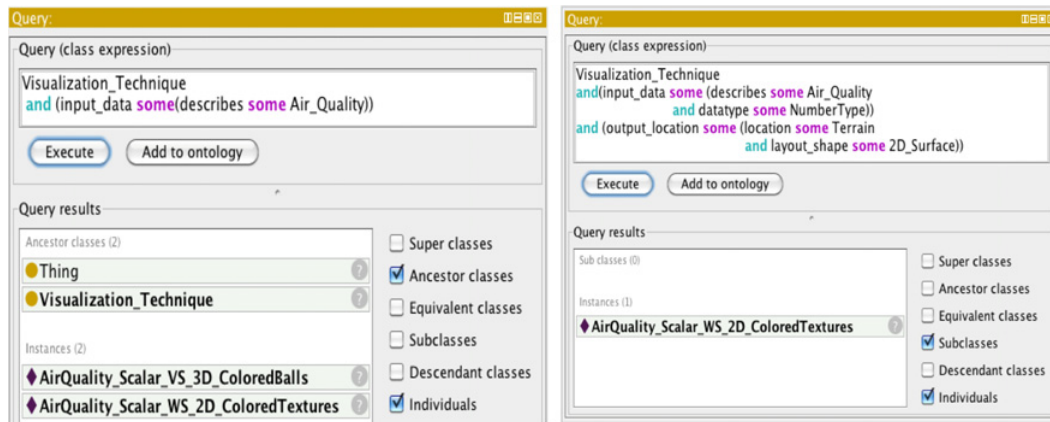 Query:
Query (class expression)
Visualization_Technique
and (input_data some(describes some Air_Quality))
Execute
Add to ontology
Query results
Ancestor classes (2)
Thing
?
Visualization_Technique
?
Instances (2)
AirQuality_Scalar_VS_3D_ColoredBalls
?
AirQuality_Scalar_WS_2D_ColoredTextures
?
Super classes
Ancestor classes
Equivalent classes
Subclasses
Descendant classes
Individuals
Query:
Query (class expression)
Visualization_Technique
and(input_data some (describes some Air_Quality
and datatype some NumberType))
and (output_location some (location some Terrain
and layout_shape some 2D_Surface))
Execute
Add to ontology
Query results
Sub classes (0)
Instances (1)
AirQuality_Scalar_WS_2D_ColoredTextures
?
Super classes
Ancestor classes
Equivalent classes
Subclasses
Descendant classes
Individuals